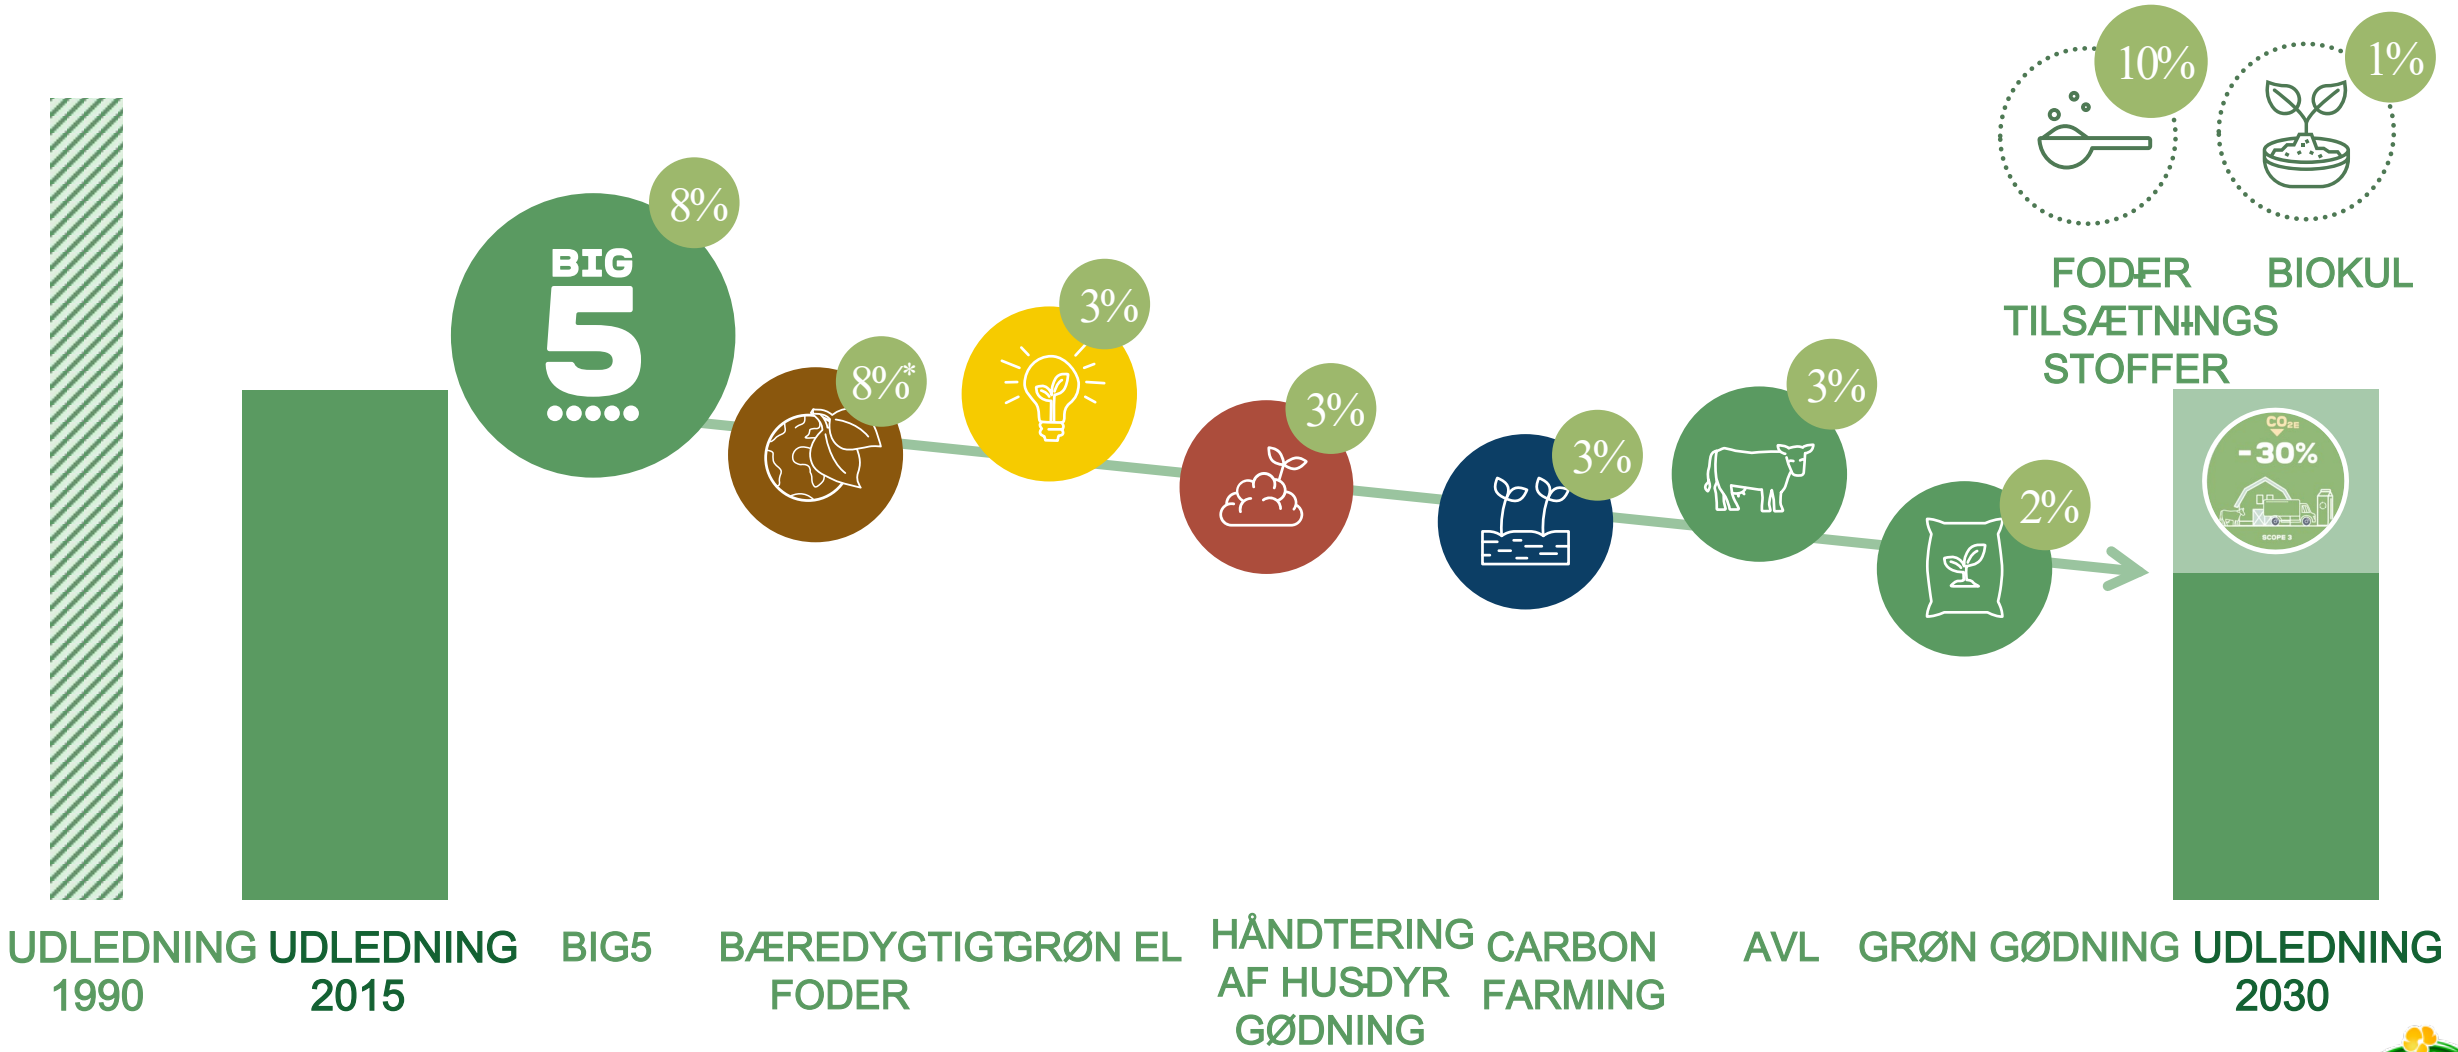 10%
1%
FODER-
TILSÆTNINGS-
STOFFER
BIOKUL
BIG
5
8%
8%*
3%
3%
3%
3%
2%
CO2E
-30%
SCOPE 3
UDLEDNING
1990
UDLEDNING
2015
BIG5
BÆREDYGTIGT
FODER
GRØN EL
HÅNDTERING
AF HUSDYR-
GØDNING
CARBON
FARMING
AVL
GRØN GØDNING
UDLEDNING
2030